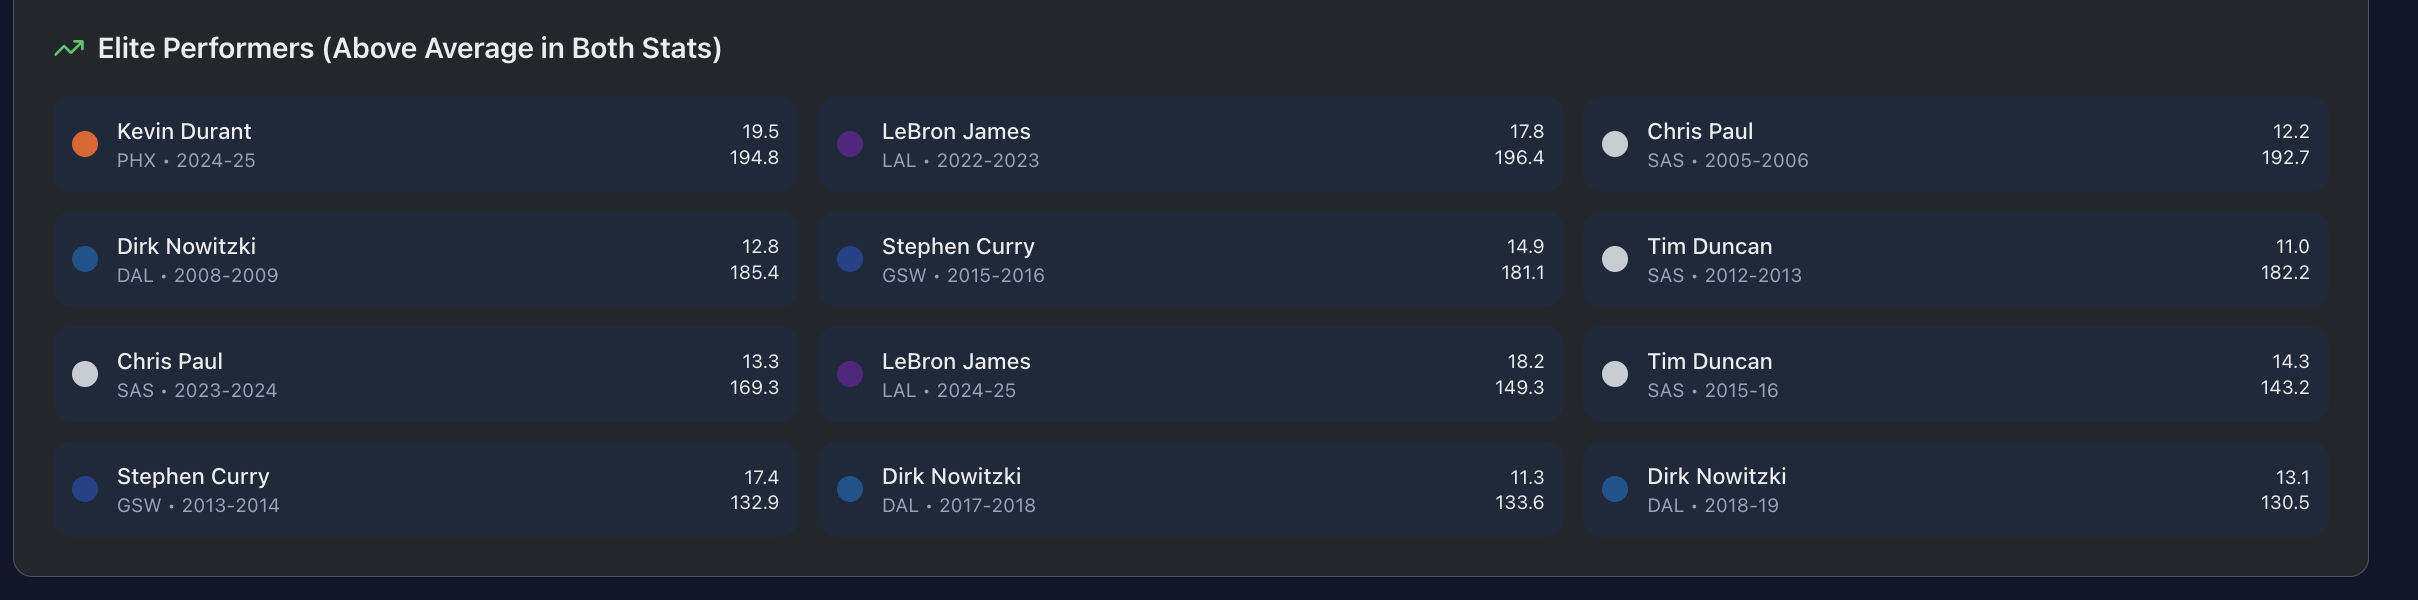 Elite Performers (Above Average in Both Stats)
Kevin Durant
PHX • 2024-25
19.5
194.8
LeBron James
LAL • 2022-2023
17.8
196.4
Chris Paul
SAS • 2005-2006
12.2
192.7
Dirk Nowitzki
DAL • 2008-2009
12.8
185.4
Stephen Curry
GSW • 2015-2016
14.9
181.1
Tim Duncan
SAS • 2012-2013
11.0
182.2
Chris Paul
SAS • 2023-2024
13.3
169.3
LeBron James
LAL • 2024-25
18.2
149.3
Tim Duncan
SAS • 2015-16
14.3
143.2
Stephen Curry
GSW • 2013-2014
17.4
132.9
Dirk Nowitzki
DAL • 2017-2018
11.3
133.6
Dirk Nowitzki
DAL • 2018-19
13.1
130.5